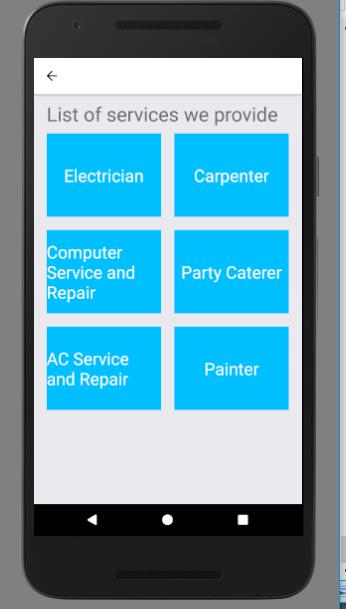 List of services we provide
Electrician
Carpenter
Computer
Service and
Repair
Party Caterer
AC Service
and Repair
Painter